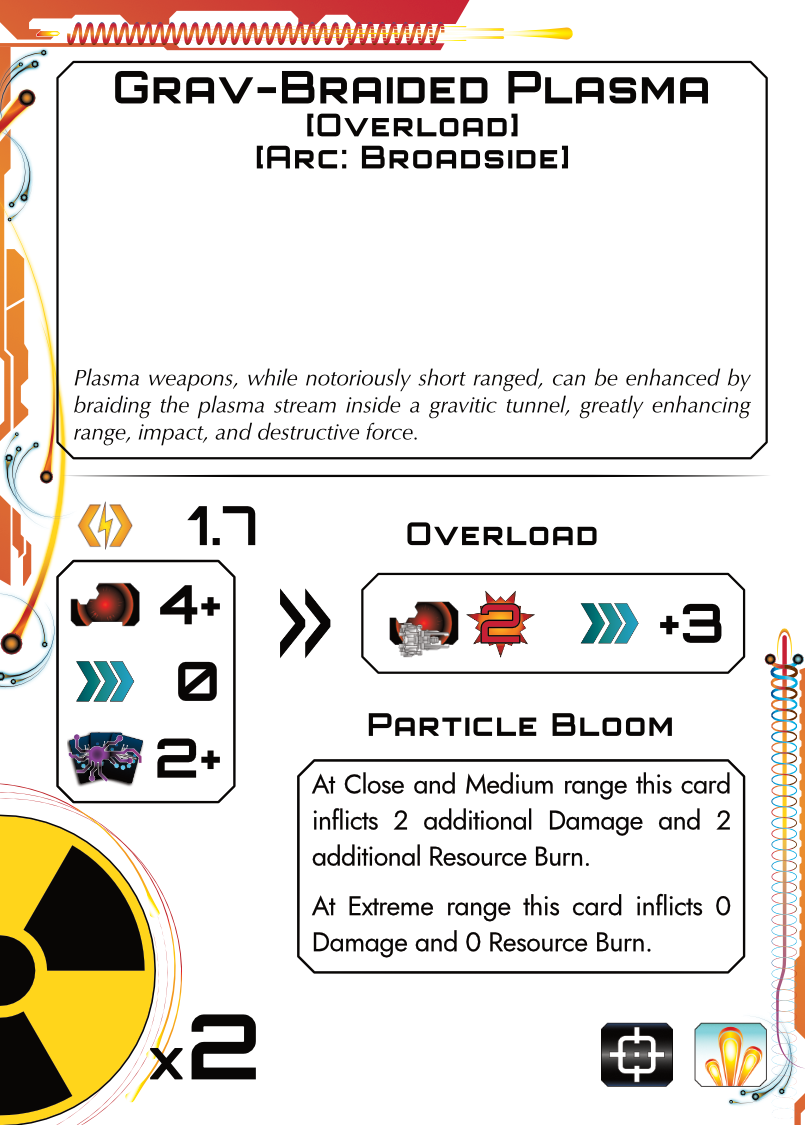 Grav-Braided Plasma
[Overload]
[Arc: Broadside]
Plasma weapons, while notoriously short ranged, can be enhanced by
braiding the plasma stream inside a gravitic tunnel, greatly enhancing
range, impact, and destructive force.
1.7
Overload
4+
0
2+
2
+3
Particle Bloom
At Close and Medium range this card
inflicts 2 additional Damage and 2
additional Resource Burn.
At Extreme range this card inflicts 0
Damage and 0 Resource Burn.
x2